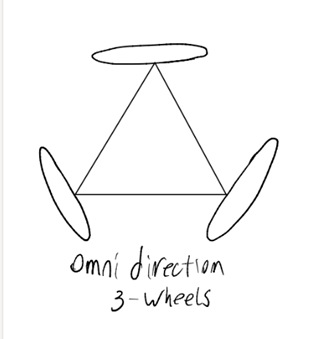 Omni direction
3-wheels